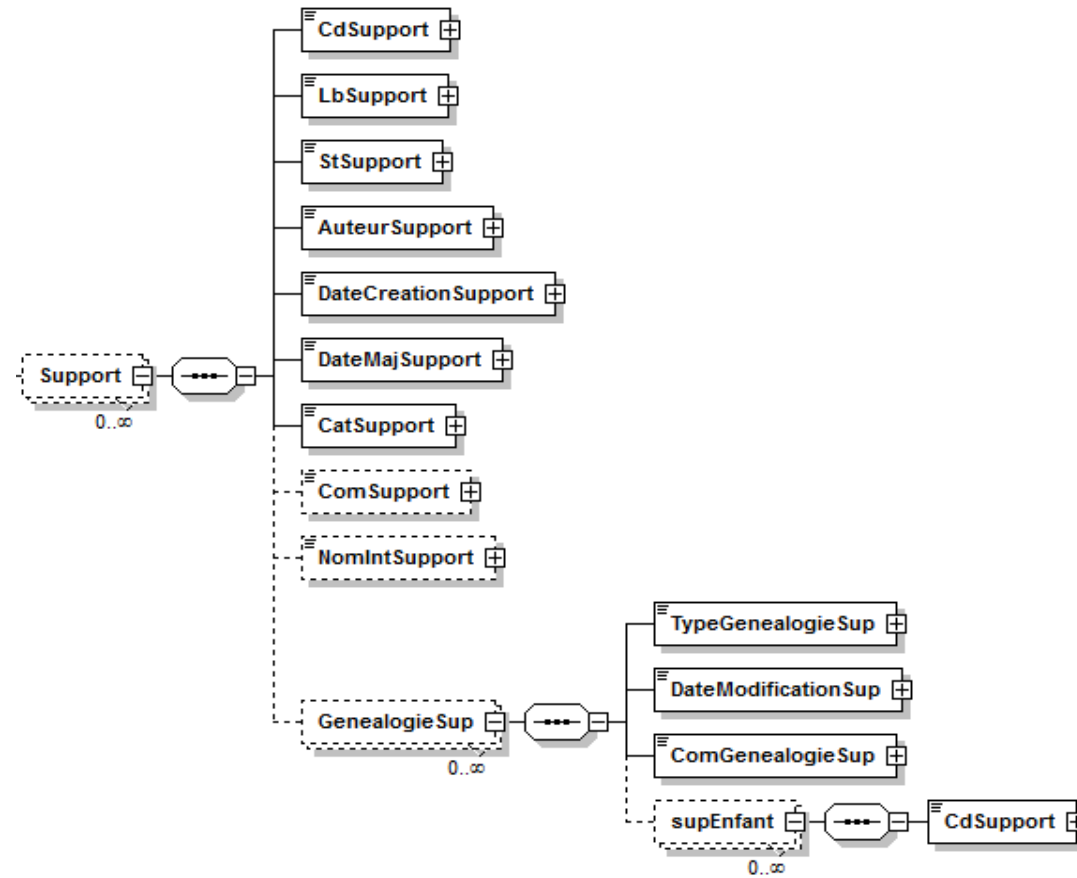 CdSupport
LbSupport
StSupport
AuteurSupport
DateCreationSupport
DateMajSupport
Support
0..∞
CatSupport
ComSupport
NomIntSupport
GenealogieSup
0..∞
TypeGenealogieSup
DateModificationSup
ComGenealogieSup
supEnfant
0..∞
CdSupport